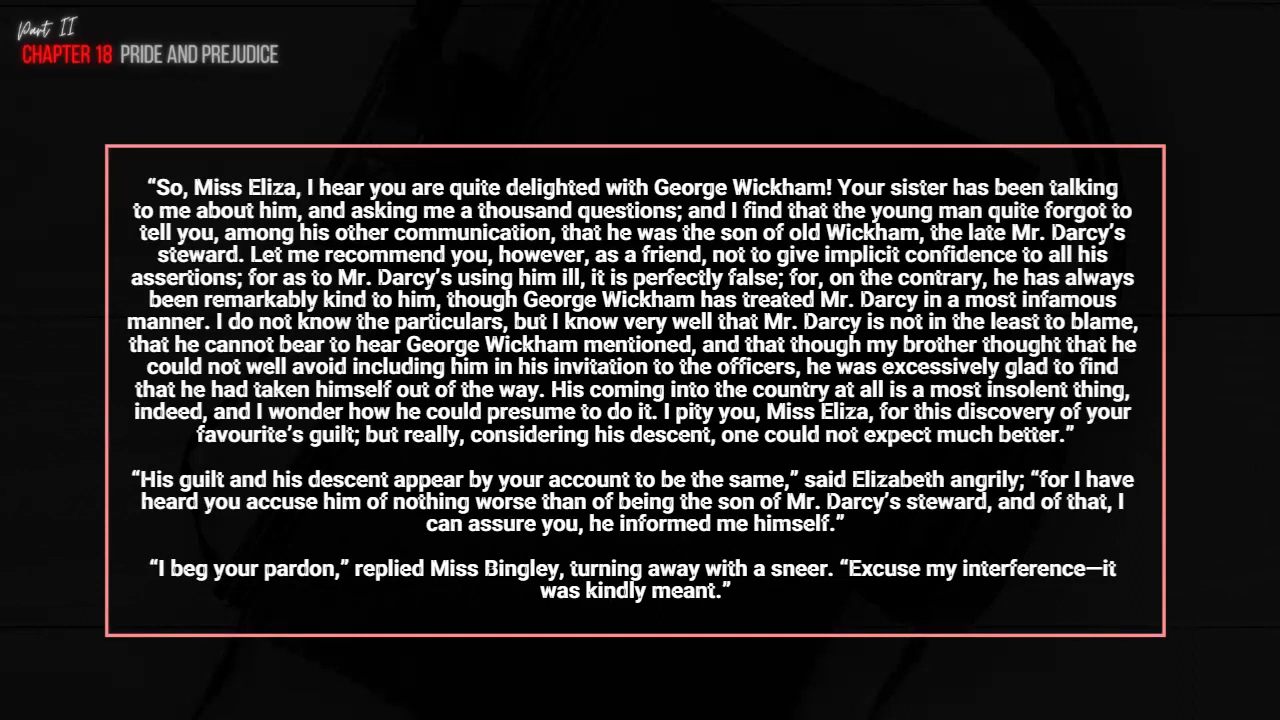 Part II
CHAPTER 18 PRIDE AND PREJUDICE
“So, Miss Eliza, I hear you are quite delighted with George Wickham! Your sister has been talking
to me about him, and asking me a thousand questions; and I find that the young man quite forgot to
tell you, among his other communication, that he was the son of old Wickham, the late Mr. Darcy’s
steward. Let me recommend you, however, as a friend, not to give implicit confidence to all his
assertions; for as to Mr. Darcy’s using him ill, it is perfectly false; for, on the contrary, he has always
been remarkably kind to him, though George Wickham has treated Mr. Darcy in a most infamous
manner. I do not know the particulars, but I know very well that Mr. Darcy is not in the least to blame,
that he cannot bear to hear George Wickham mentioned, and that though my brother thought that he
could not well avoid including him in his invitation to the officers, he was excessively glad to find
that he had taken himself out of the way. His coming into the country at all is a most insolent thing,
indeed, and I wonder how he could presume to do it. I pity you, Miss Eliza, for this discovery of your
favourite’s guilt; but really, considering his descent, one could not expect much better.”
“His guilt and his descent appear by your account to be the same,” said Elizabeth angrily; “for I have
heard you accuse him of nothing worse than of being the son of Mr. Darcy’s steward, and of that, I
can assure you, he informed me himself.”
“I beg your pardon,” replied Miss Bingley, turning away with a sneer. “Excuse my interference—it
was kindly meant.”